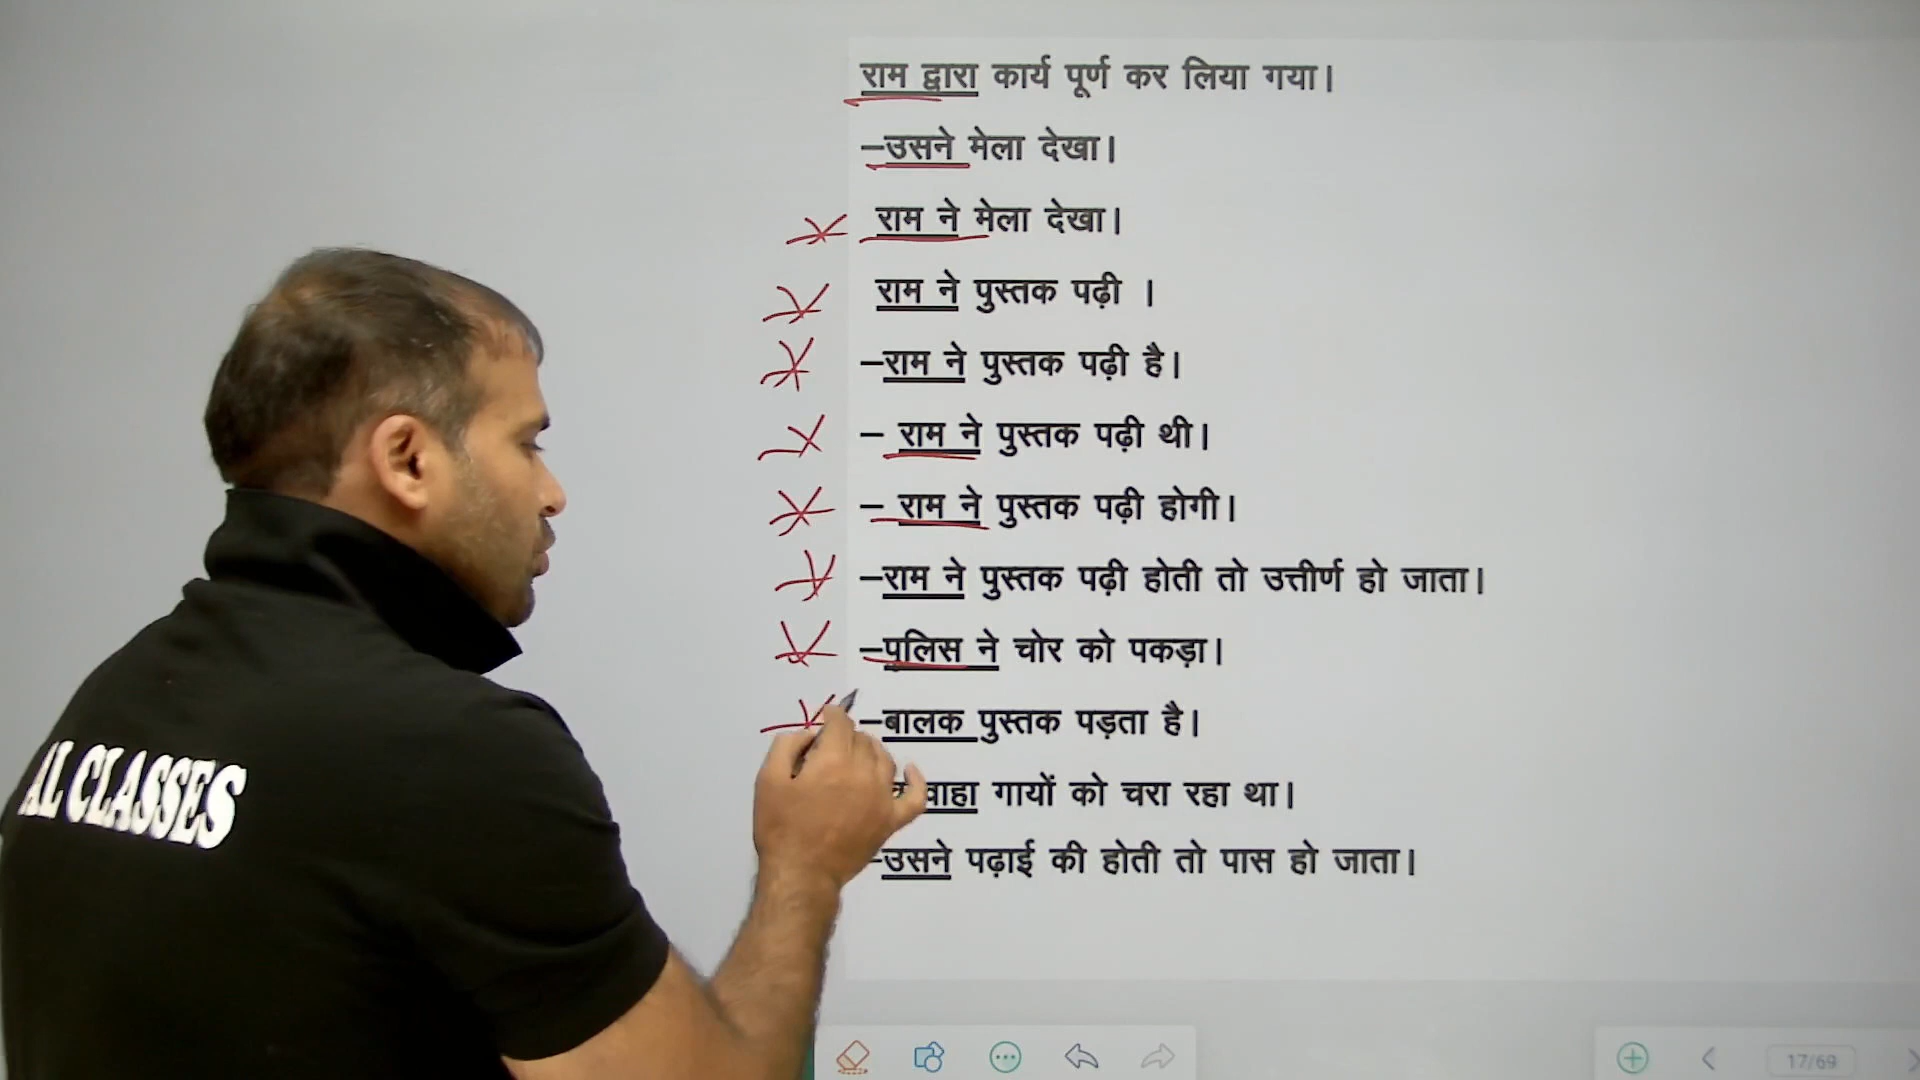 राम द्वारा कार्य पूर्ण कर लिया गया।
–उसने मेला देखा।
राम ने मेला देखा।
राम ने पुस्तक पढ़ी ।
–राम ने पुस्तक पढ़ी है।
– राम ने पुस्तक पढ़ी थी।
– राम ने पुस्तक पढ़ी होगी।
–राम ने पुस्तक पढ़ी होती तो उत्तीर्ण हो जाता।
–पुलिस ने चोर को पकड़ा।
–बालक पुस्तक पड़ता है।
गायों को चरा रहा था।
–उसने पढ़ाई की होती तो पास हो जाता।
AL CLASSES
17/69